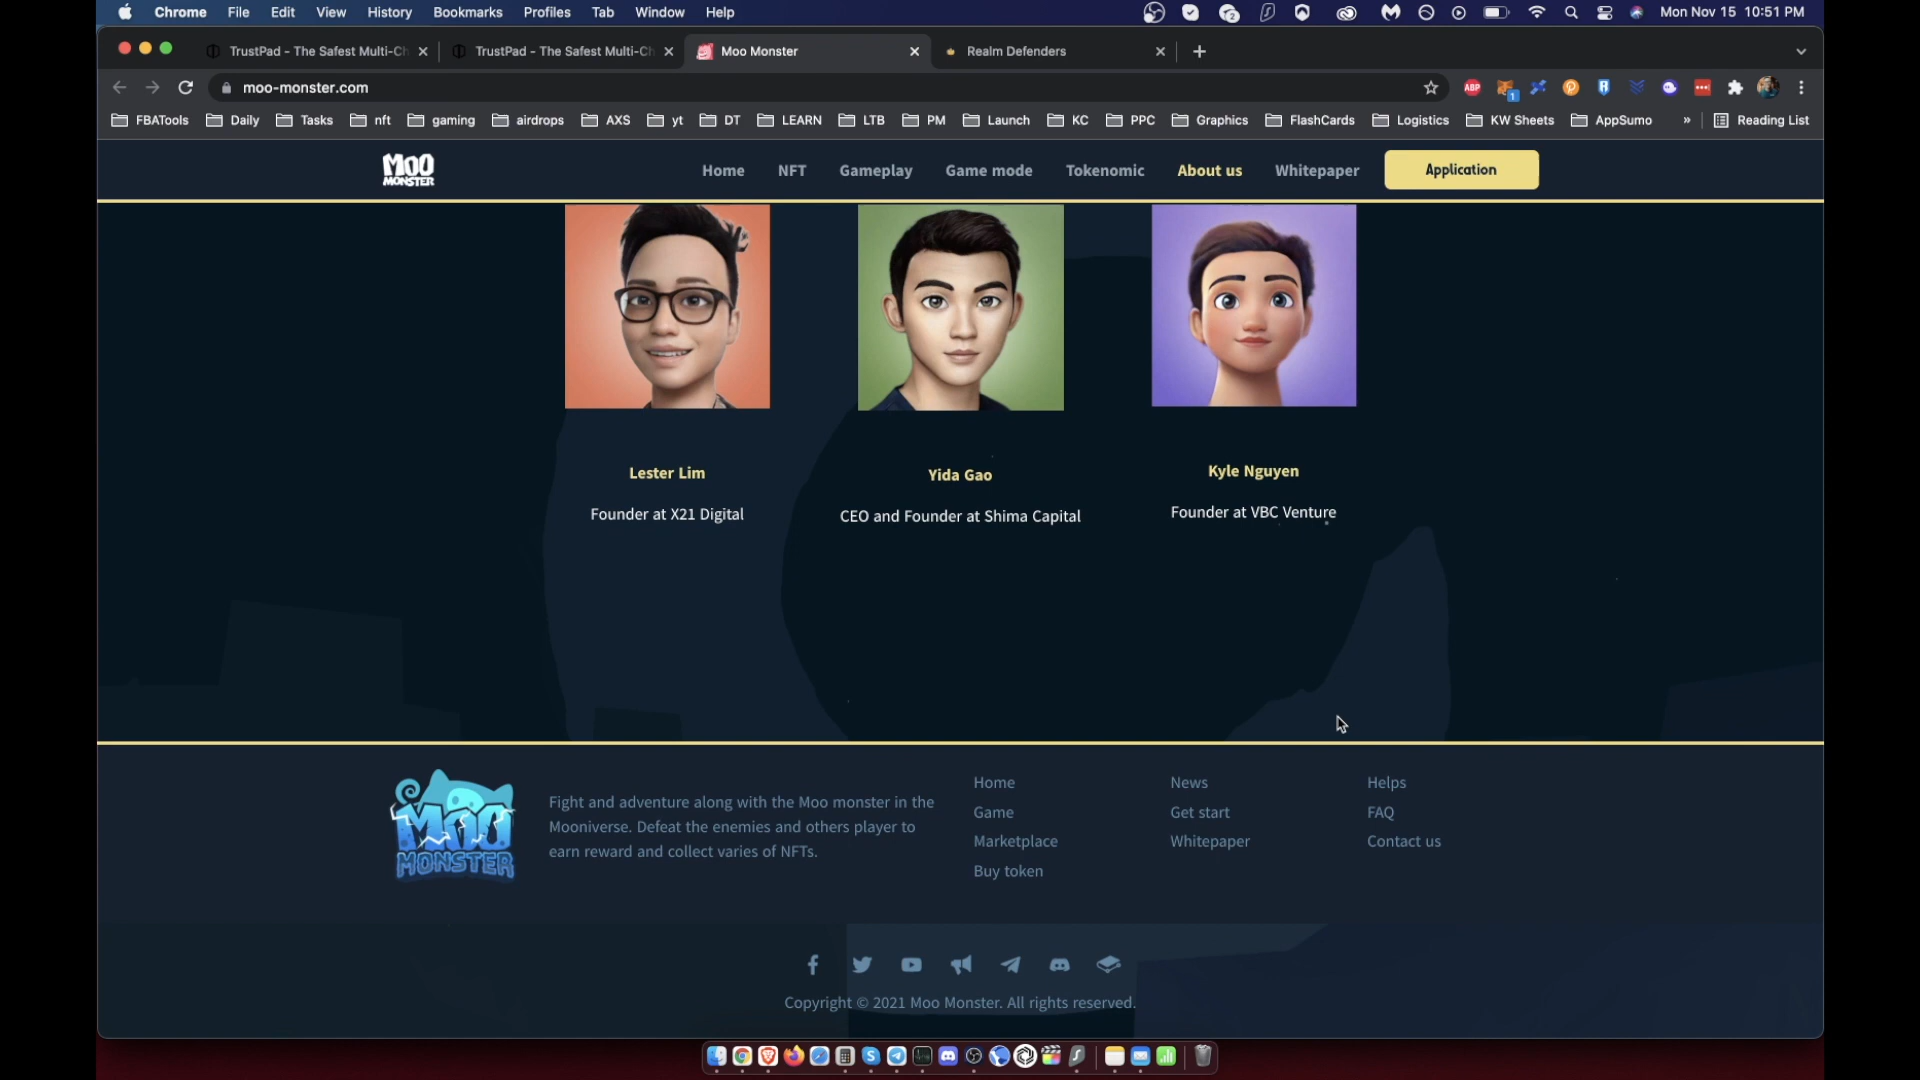 Chrome File Edit View History Bookmarks Profiles Tab Window Help
2
Mon Nov 15 10:51 PM
TrustPad - The Safest Multi-Ch
TrustPad - The Safest Multi-Ch
Moo Monster
Realm Defenders
moo-monster.com
ABP
1
FBATools Daily Tasks nft gaming airdrops AXS yt DT LEARN LTB PM Launch KC PPC Graphics FlashCards Logistics KW Sheets AppSumo » Reading List
MOO
MONSTER
Home NFT Gameplay Game mode Tokenomic About us Whitepaper Application
Lester Lim
Founder at X21 Digital
Yida Gao
CEO and Founder at Shima Capital
Kyle Nguyen
Founder at VBC Venture
MOO
MONSTER
Fight and adventure along with the Moo monster in the
Mooniverse. Defeat the enemies and others player to
earn reward and collect varies of NFTs.
Home
Game
Marketplace
Buy token
News
Get start
Whitepaper
Helps
FAQ
Contact us
Copyright © 2021 Moo Monster. All rights reserved.